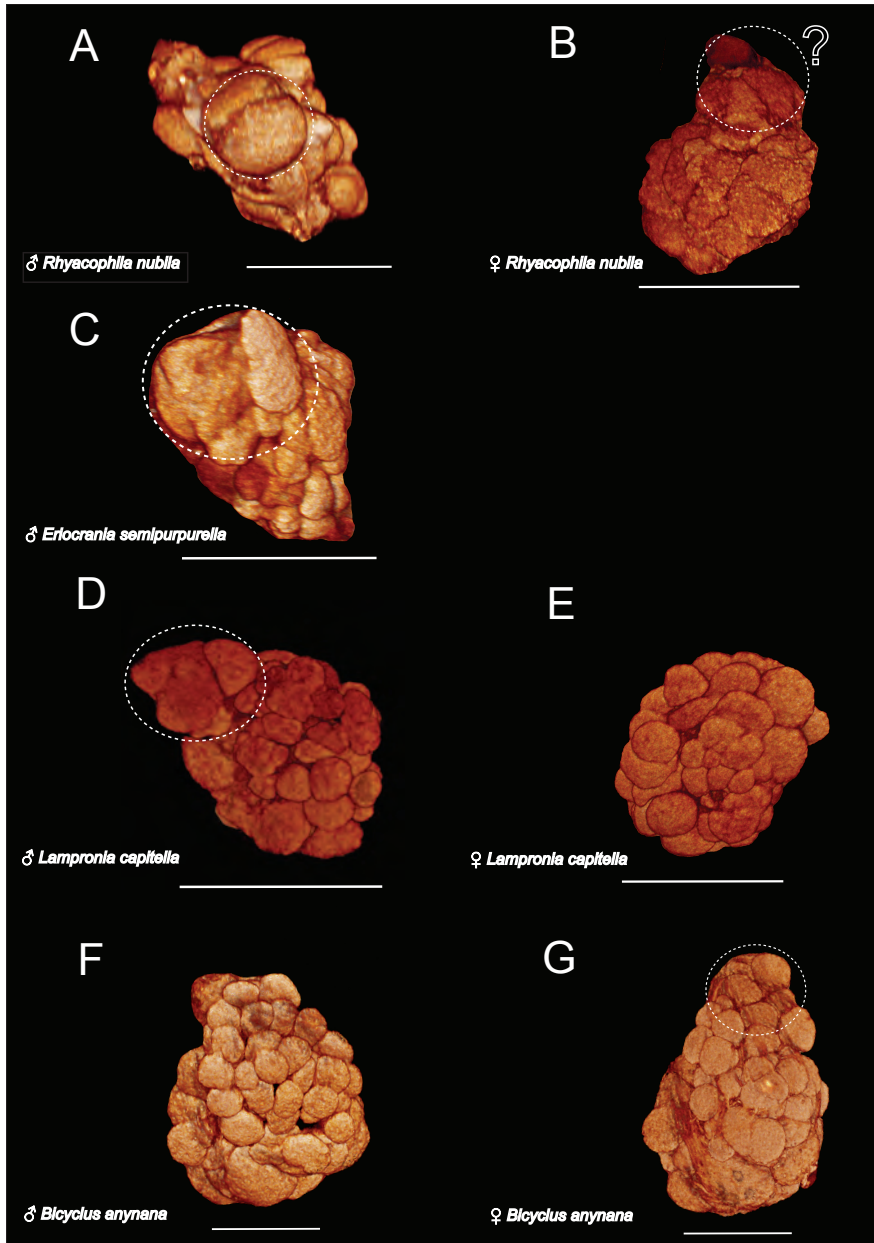 A
B
?
♂ Rhyacophila nubila
♀ Rhyacophila nubila
C
♂ Eriocrania semipurpurella
D
E
♂ Lampronia capitella
♀ Lampronia capitella
F
G
♂ Bicyclus anynana
♀ Bicyclus anynana